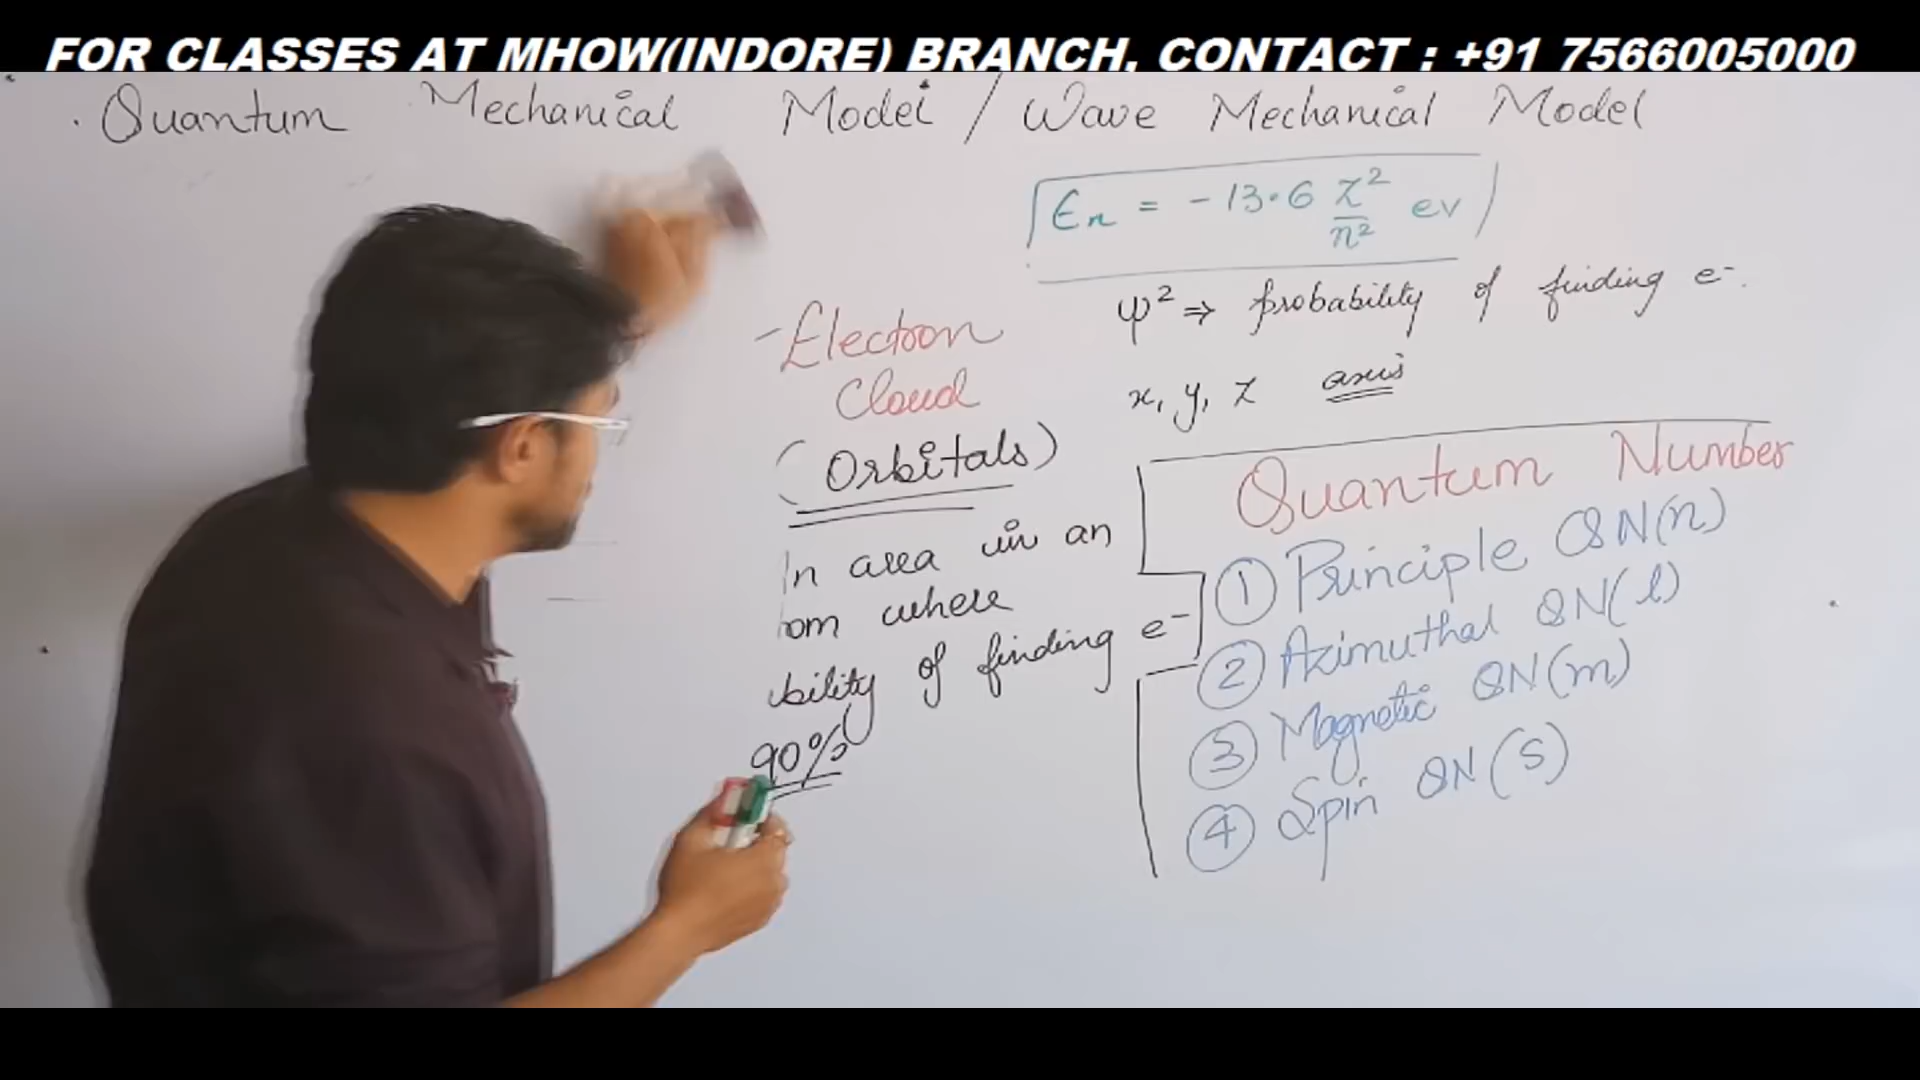 FOR CLASSES AT MHOW(INDORE) BRANCH, CONTACT : +91 7566005000
Quantum Mechanical Model / Wave Mechanical Model
En = -13.6 Z²/n² ev
ψ² ⇒ probability of finding e-
x, y, z axis
- Electron
Cloud
(Orbitals)
n area in an
om where
ability of finding e-
90%
Quantum Number
① Principle QN(n)
② Azimuthal QN(l)
③ Magnetic QN(m)
④ Spin QN(S)